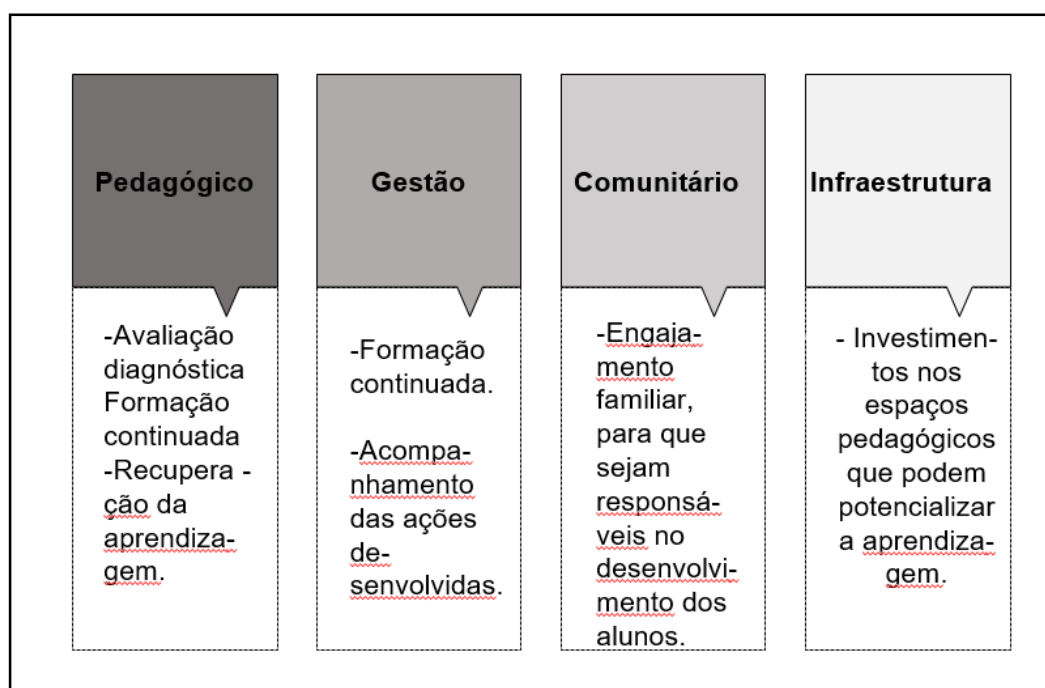 Pedagógico
-Avaliação
diagnóstica
Formação
continuada
-Recupera -
ção da
aprendiza-
gem.
Gestão
-Formação
continuada.
-Acompa-
nhamento
das ações
de-
senvolvidas.
Comunitário
-Engaja-
mento
familiar,
para que
sejam
responsá-
veis no
desenvolvi-
mento dos
alunos.
Infraestrutura
- Investimen-
tos nos
espaços
pedagógicos
que podem
potencializar
a aprendiza-
gem.